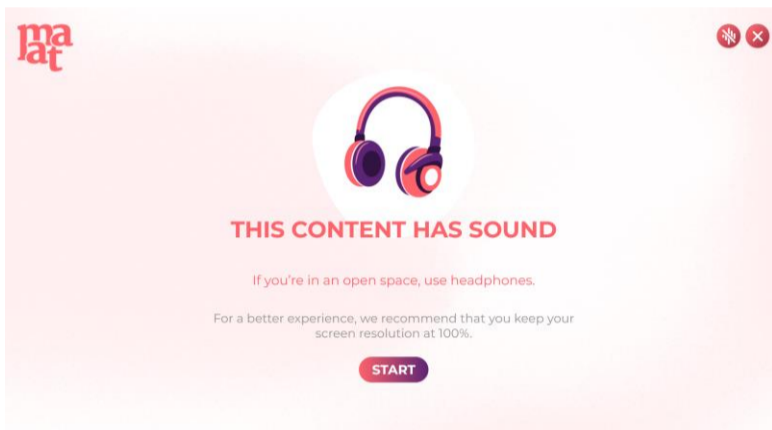 ma
at
THIS CONTENT HAS SOUND
If you're in an open space, use headphones.
For a better experience, we recommend that you keep your
screen resolution at 100%.
START